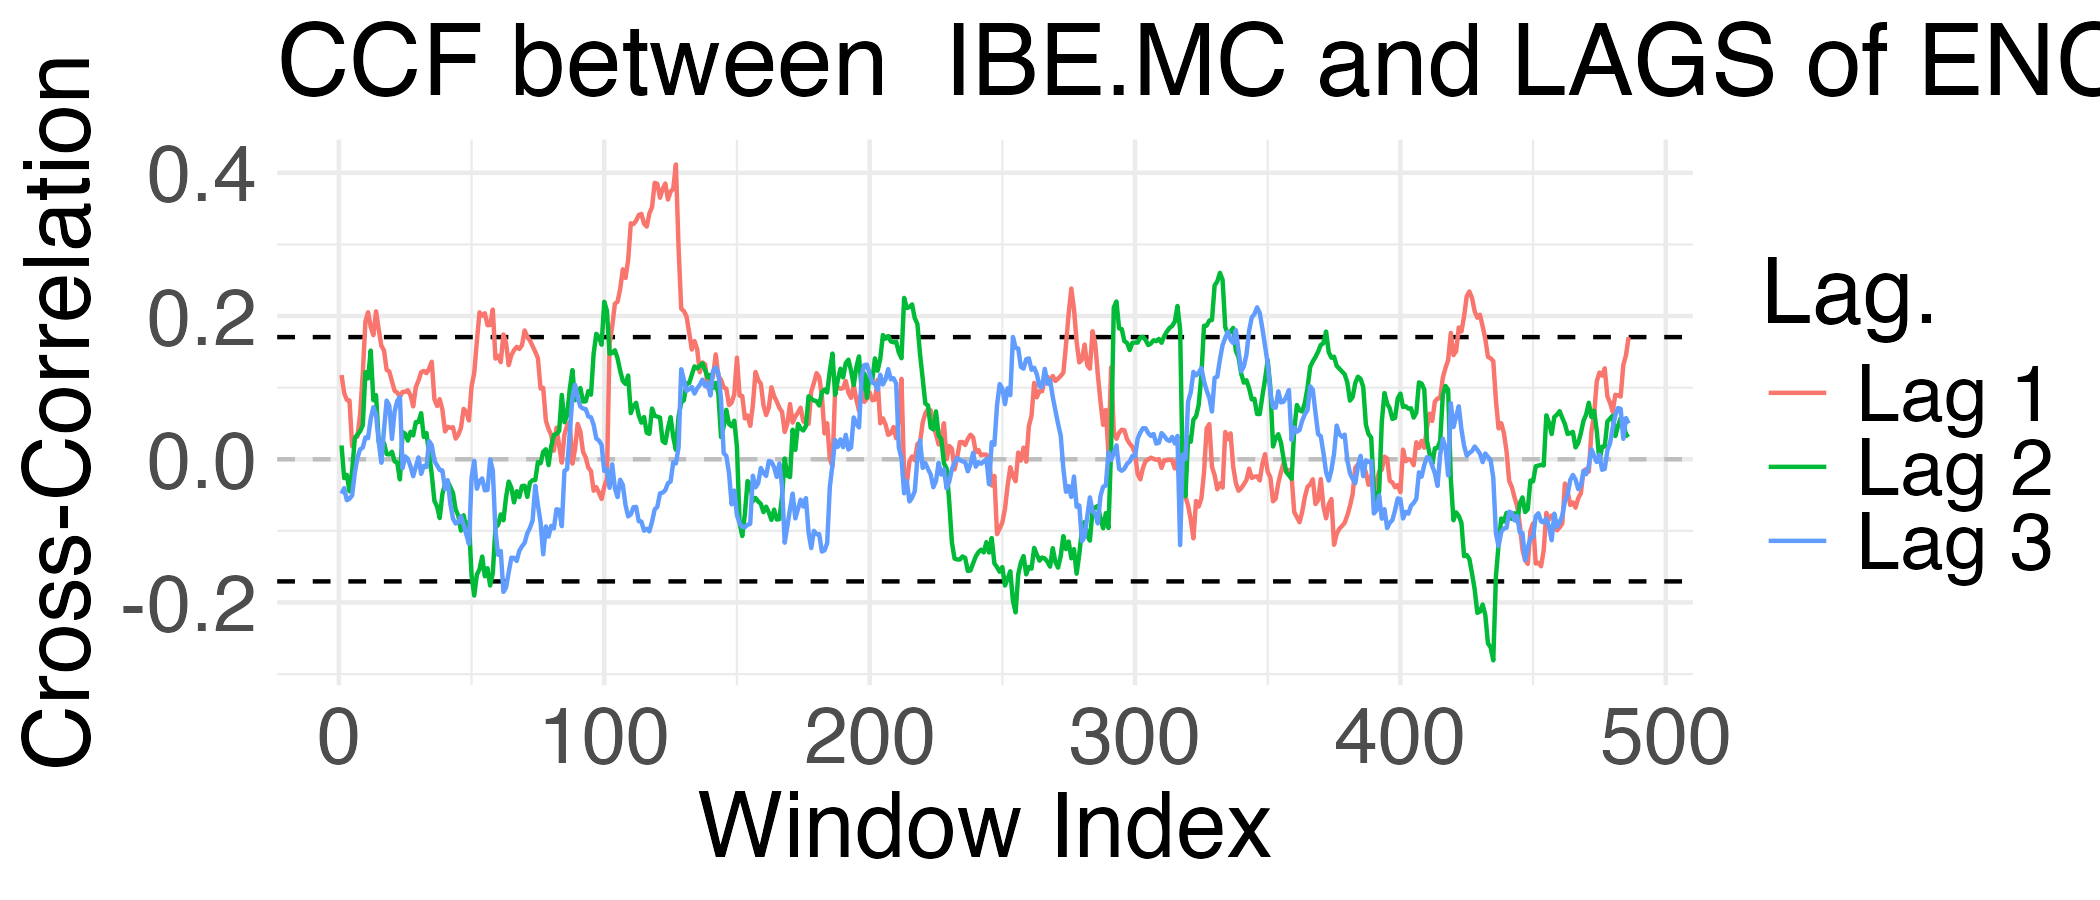 CCF between IBE.MC and LAGS of ENC
Cross-Correlation
0.4
0.2
0.0
-0.2
0 100 200 300 400 500
Window Index
Lag.
Lag 1
Lag 2
Lag 3